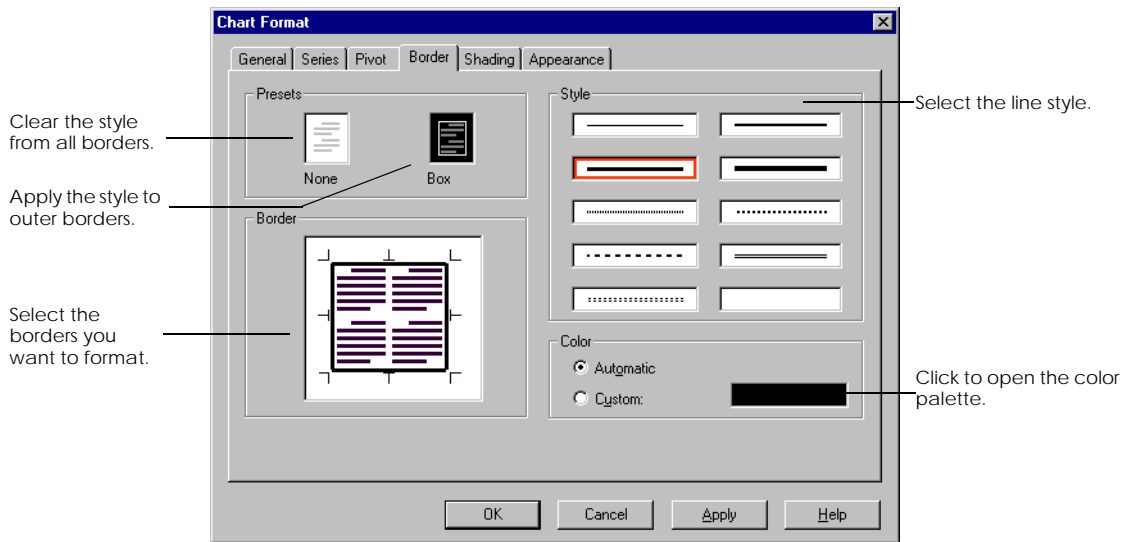 Chart Format
General Series Pivot Border Shading Appearance
Presets
None
Box
Border
Style
Color
Automatic
Custom:
OK
Cancel
Apply
Help
Clear the style
from all borders.
Apply the style to
outer borders.
Select the
borders you
want to format.
Select the line style.
Click to open the color
palette.